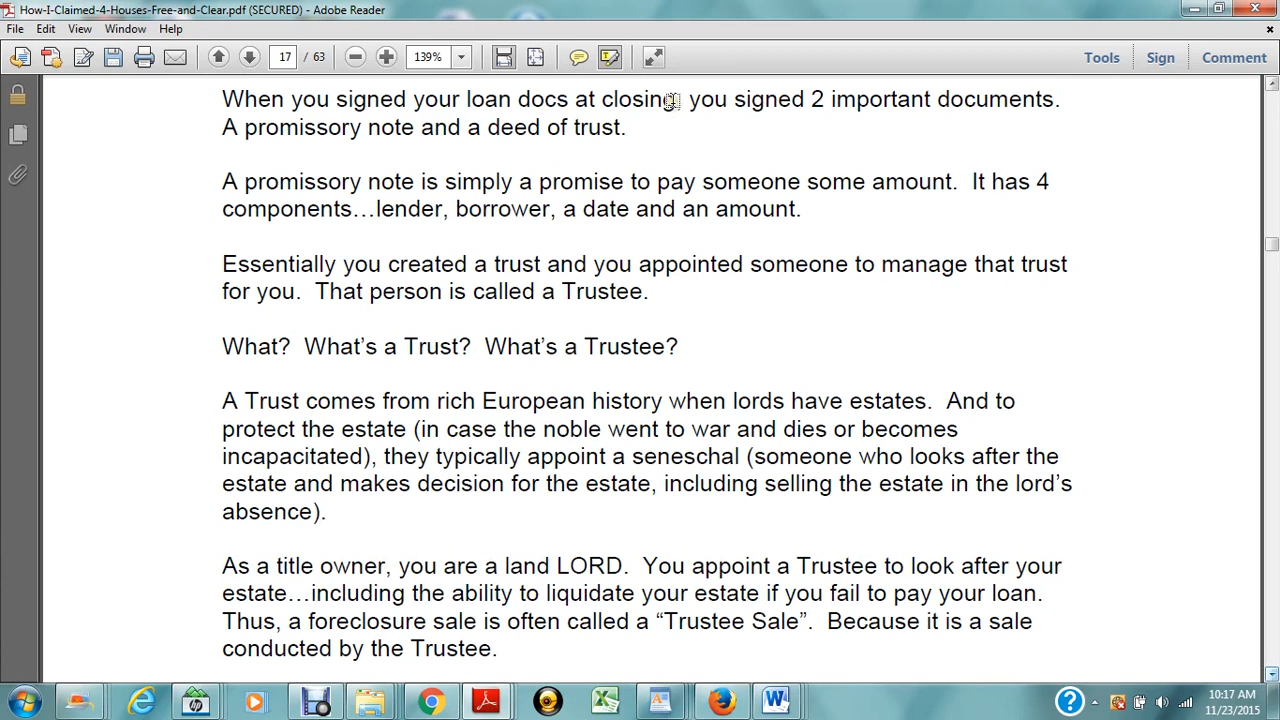 How-I-Claimed-4-Houses-Free-and-Clear.pdf (SECURED) - Adobe Reader
File Edit View Window Help
17 / 63 139% Tools Sign Comment
When you signed your loan docs at closing, you signed 2 important documents.
A promissory note and a deed of trust.
A promissory note is simply a promise to pay someone some amount. It has 4
components…lender, borrower, a date and an amount.
Essentially you created a trust and you appointed someone to manage that trust
for you. That person is called a Trustee.
What? What's a Trust? What's a Trustee?
A Trust comes from rich European history when lords have estates. And to
protect the estate (in case the noble went to war and dies or becomes
incapacitated), they typically appoint a seneschal (someone who looks after the
estate and makes decision for the estate, including selling the estate in the lord's
absence).
As a title owner, you are a land LORD. You appoint a Trustee to look after your
estate…including the ability to liquidate your estate if you fail to pay your loan.
Thus, a foreclosure sale is often called a “Trustee Sale”. Because it is a sale
conducted by the Trustee.
10:17 AM
11/23/2015